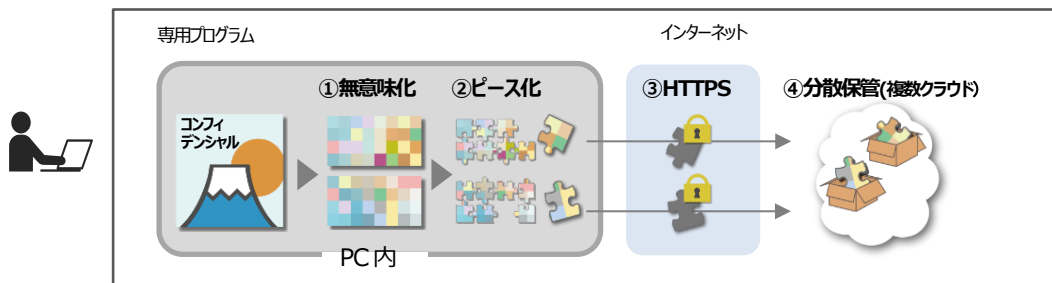 専用プログラム
インターネット
①無意味化
②ピース化
③HTTPS
④分散保管(複数クラウド)
コンフィ
デンシャル
PC内